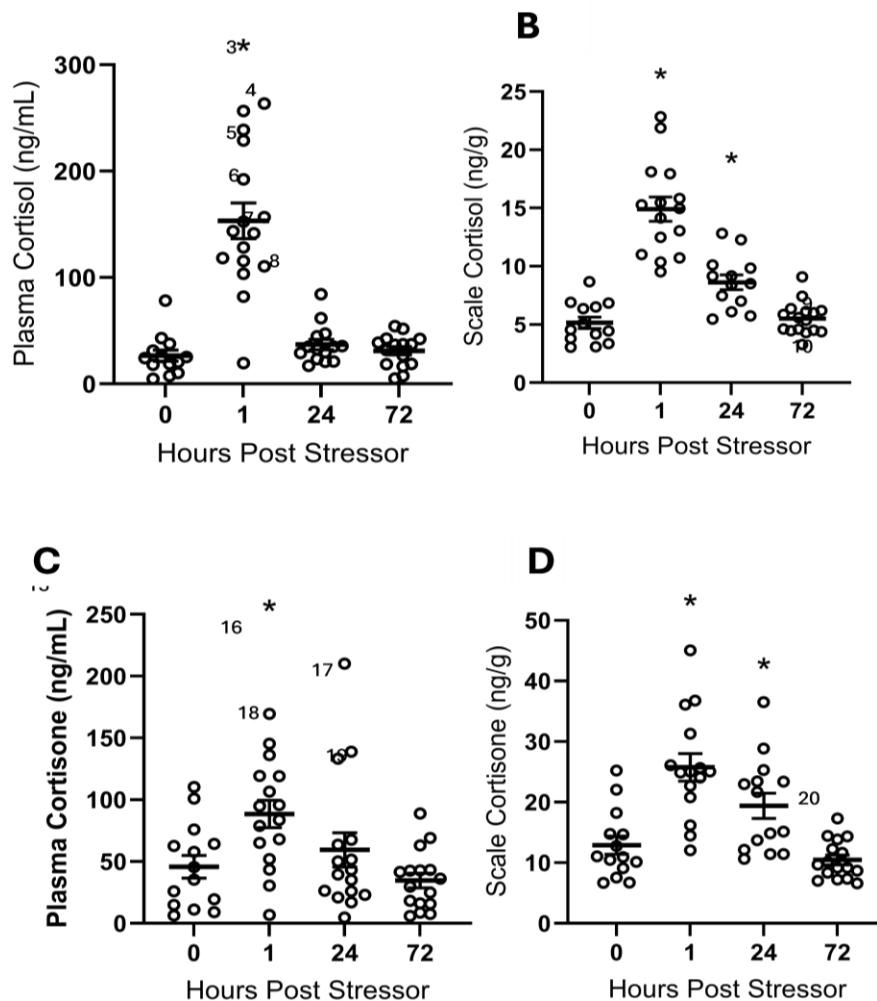 B
3*
300
200
100
0
4
5
6
7
8
Plasma Cortisol (ng/mL)
0 1 24 72
Hours Post Stressor
*
*
25
20
15
10
5
0
Scale Cortisol (ng/g)
9
10
0 1 24 72
Hours Post Stressor
C
*
250
200
150
100
50
0
16
17
18
Plasma Cortisone (ng/mL)
0 1 24 72
Hours Post Stressor
D
*
*
50
40
30
20
10
0
20
Scale Cortisone (ng/g)
0 1 24 72
Hours Post Stressor